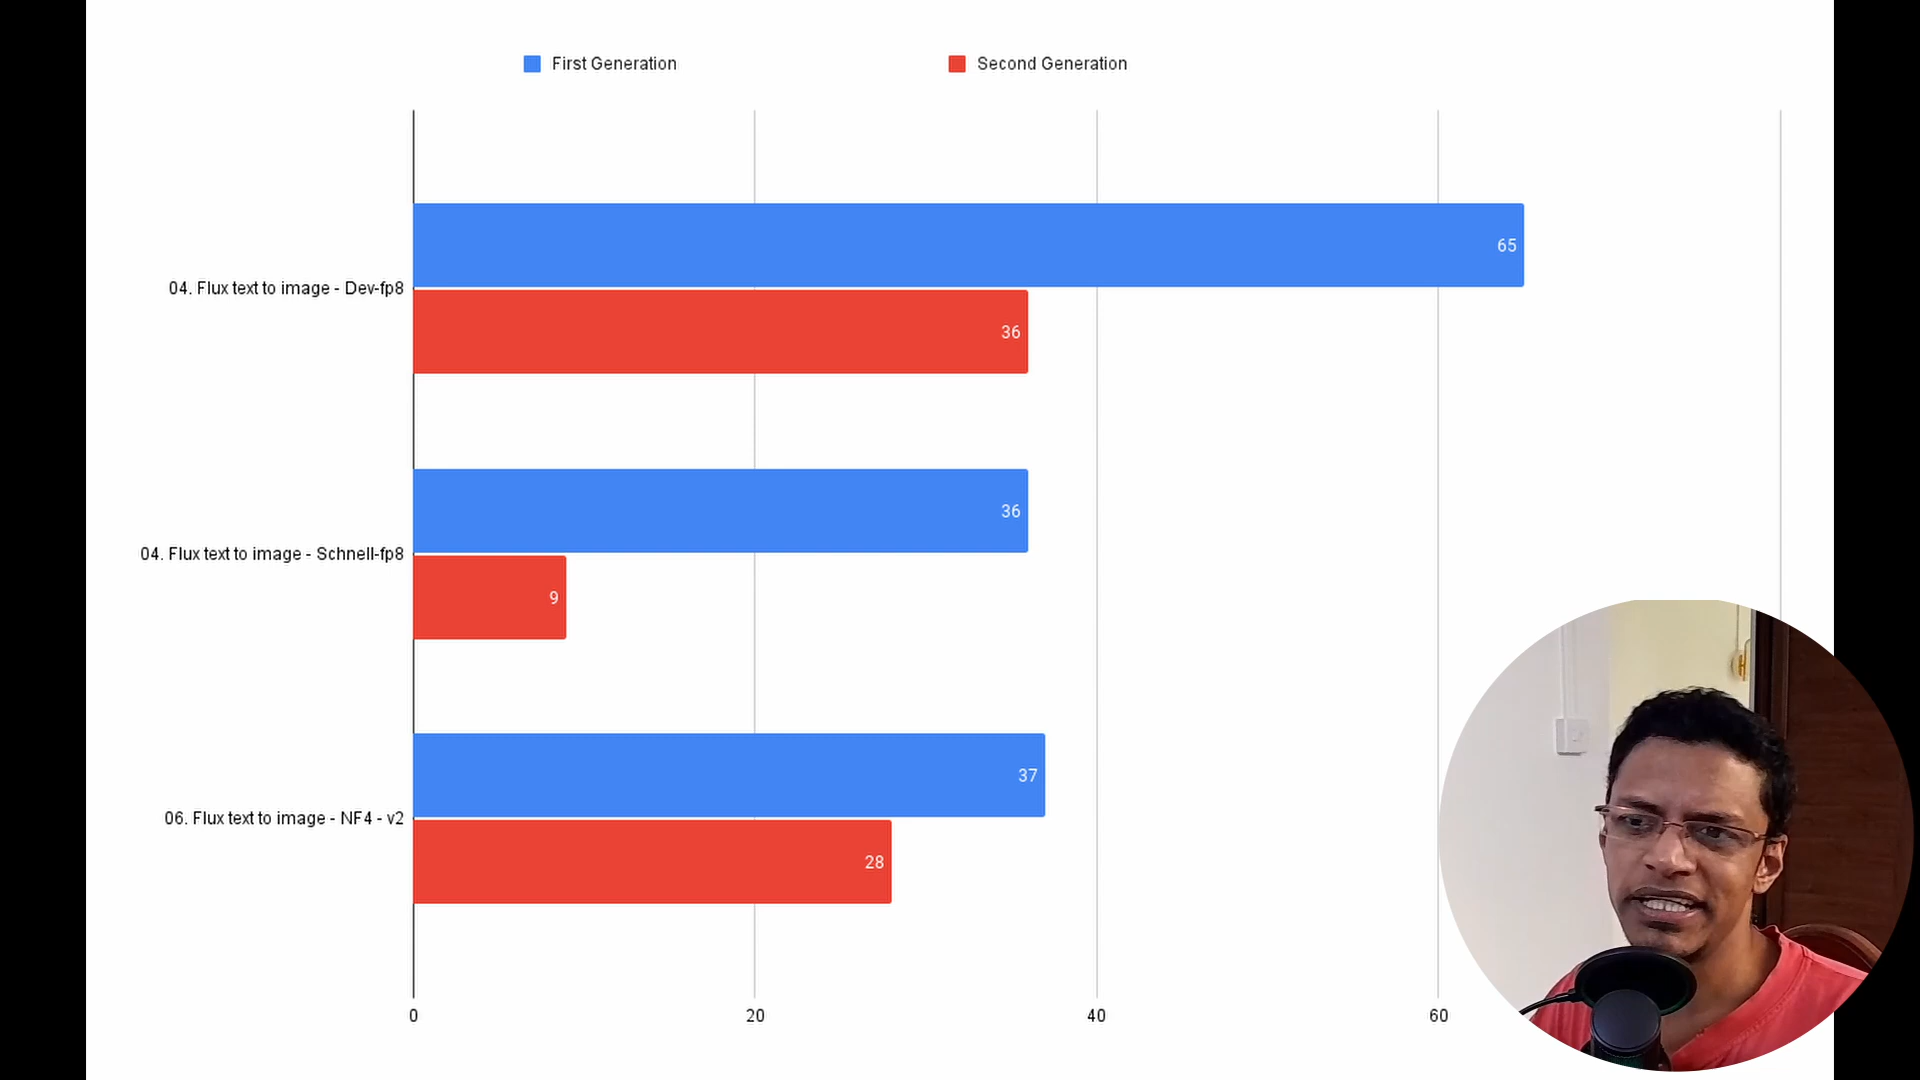 First Generation
Second Generation
04. Flux text to image - Dev-fp8
65
36
04. Flux text to image - Schnell-fp8
36
9
06. Flux text to image - NF4 - v2
37
28
0
20
40
60